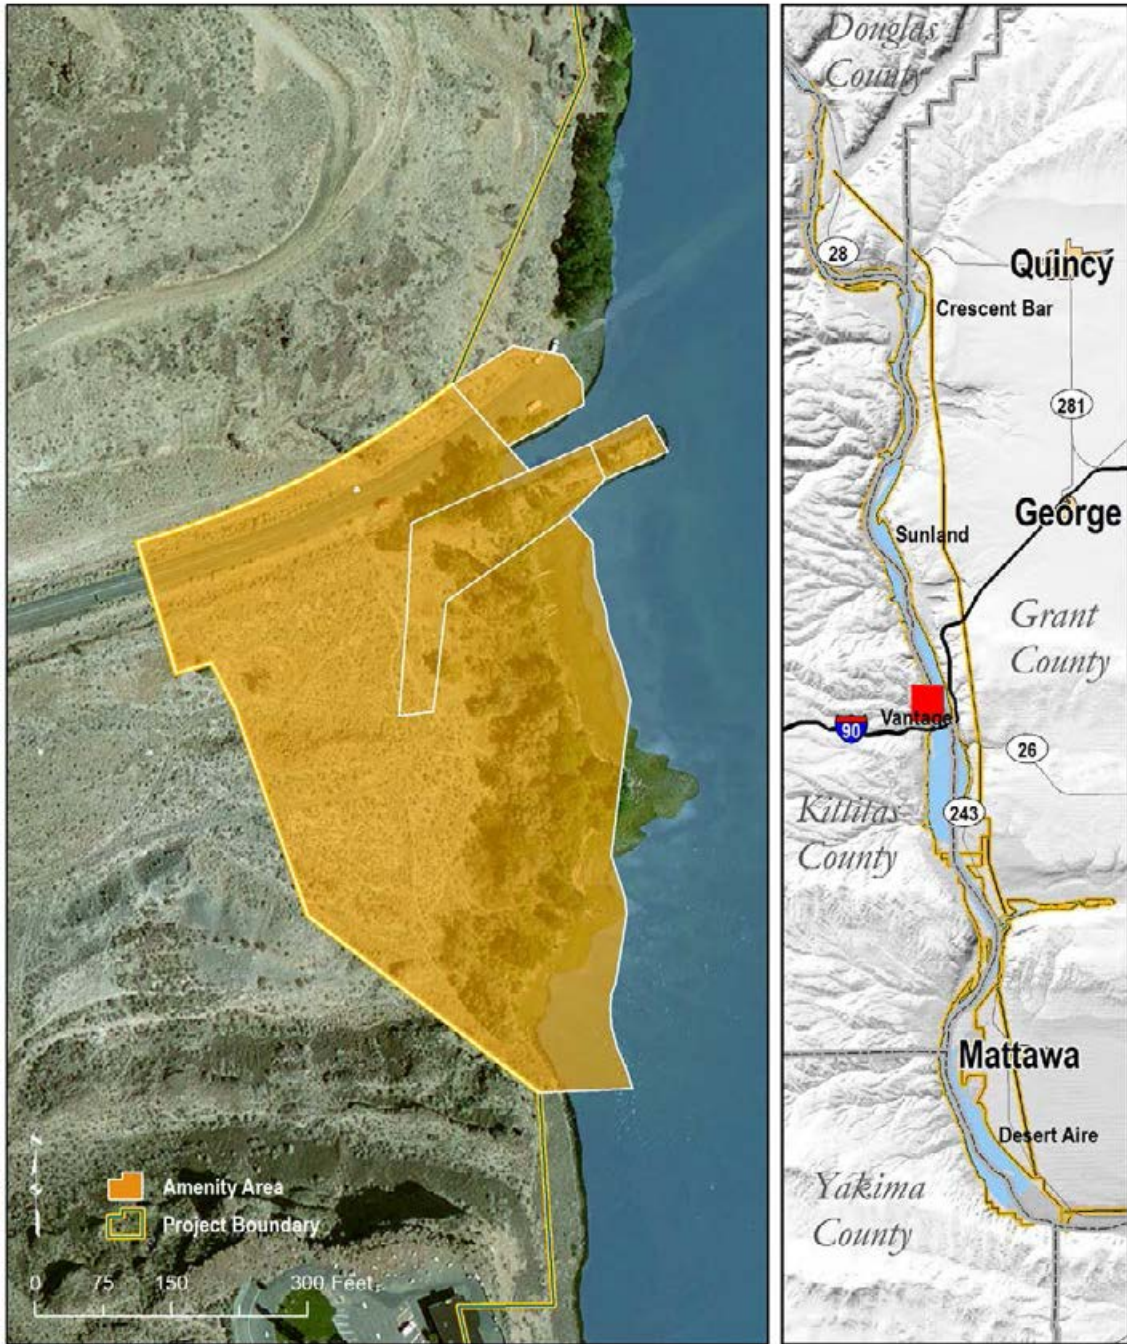 Amenity Area
Project Boundary
0 75 150 300 Feet
Douglas
County
28
Quincy
Crescent Bar
281
George
Sunland
Grant
County
Vantage
90
26
243
Kittitas
County
Mattawa
Desert Aire
Yakima
County